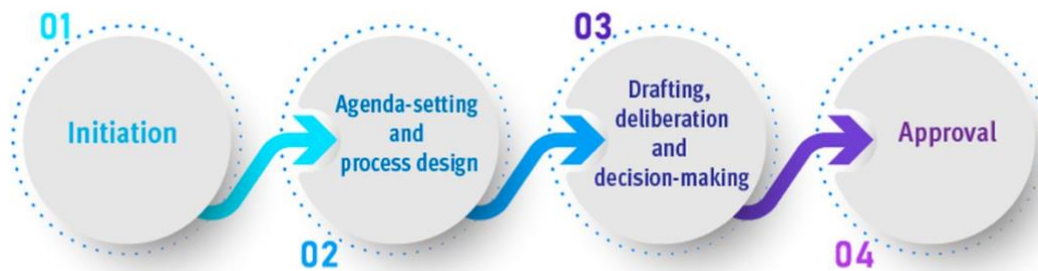 01
Initiation
02
Agenda-setting
and
process design
03
Drafting,
deliberation
and
decision-making
04
Approval